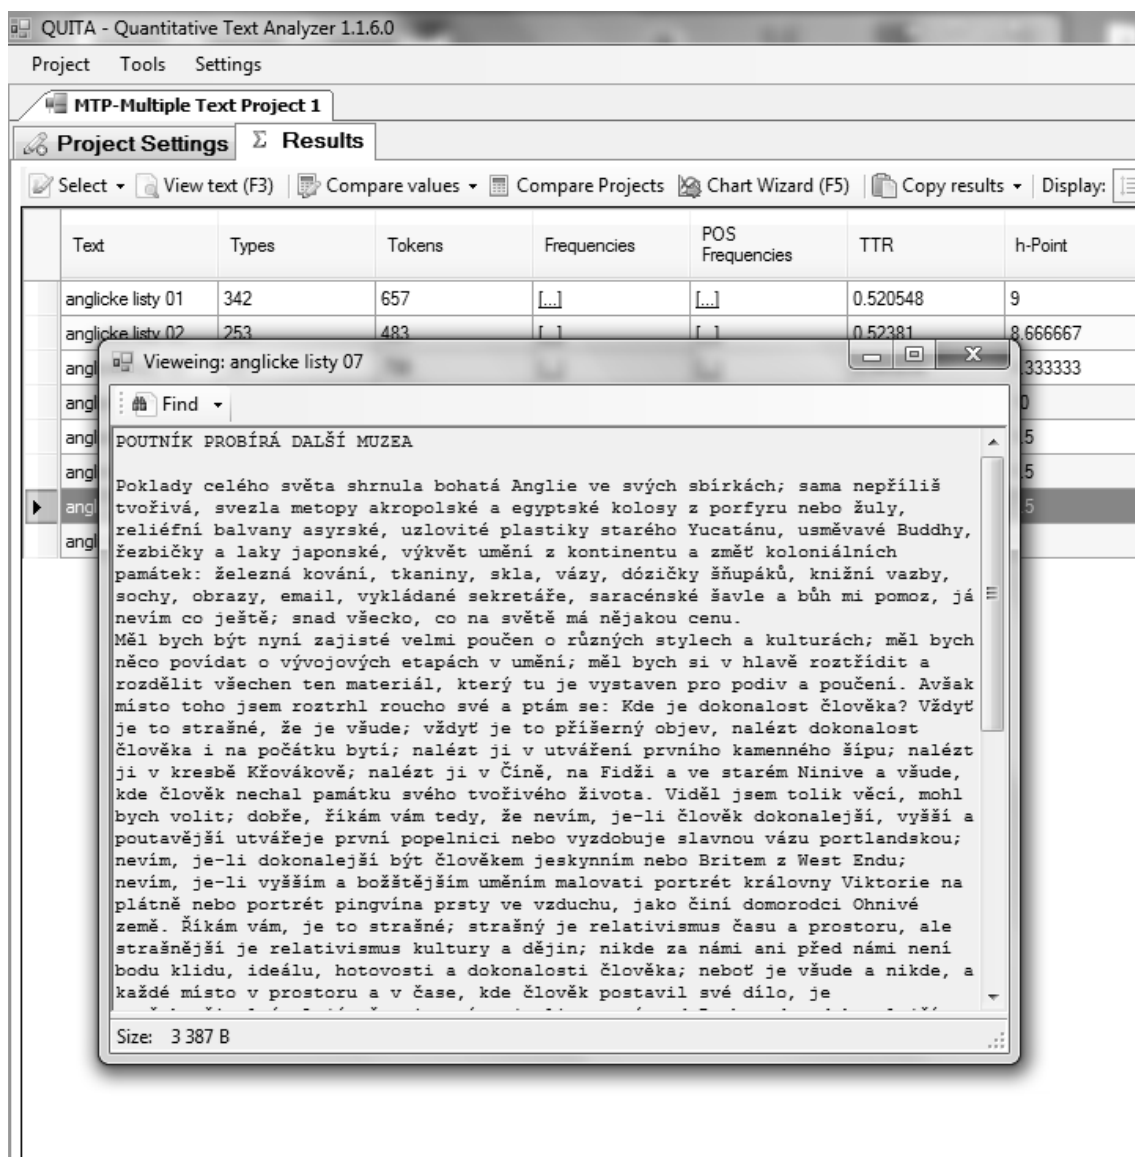 QUITA - Quantitative Text Analyzer 1.1.6.0
Project Tools Settings
MTP-Multiple Text Project 1
Project Settings Σ Results
Select View text (F3) Compare values Compare Projects Chart Wizard (F5) Copy results Display:
Text Types Tokens Frequencies POS Frequencies TTR h-Point
anglicke listy 01 342 657 [...] [...] 0.520548 9
anglicke listy 02 253 483 [...] [...] 0.52381 8.666667
angl .333333
angl 0
angl .5
angl .5
angl .5
angl
Vieweing: anglicke listy 07
Find
POUTNÍK PROBÍRÁ DALŠÍ MUZEA
Poklady celého světa shrnula bohatá Anglie ve svých sbírkách; sama nepříliš
tvořivá, svezla metopy akropolské a egyptské kolosy z porfyru nebo žuly,
reliéfní balvany asyrské, uzlovité plastiky starého Yucatánu, usměvavé Buddhy,
řezbičky a laky japonské, výkvět umění z kontinentu a změť koloniálních
památek: železná kování, tkaniny, skla, vázy, dózičky šňupáků, knižní vazby,
sochy, obrazy, email, vykládané sekretáře, saracénské šavle a bůh mi pomoz, já
nevím co ještě; snad všecko, co na světě má nějakou cenu.
Měl bych být nyní zajisté velmi poučen o různých stylech a kulturách; měl bych
něco povídat o vývojových etapách v umění; měl bych si v hlavě roztřídit a
rozdělit všechen ten materiál, který tu je vystaven pro podiv a poučení. Avšak
místo toho jsem roztrhl roucho své a ptám se: Kde je dokonalost člověka? Vždyť
je to strašné, že je všude; vždyť je to příšerný objev, nalézt dokonalost
člověka i na počátku bytí; nalézt ji v utváření prvního kamenného šípu; nalézt
ji v kresbě Křovákově; nalézt ji v Číně, na Fidži a ve starém Ninive a všude,
kde člověk nechal památku svého tvořivého života. Viděl jsem tolik věcí, mohl
bych volit; dobře, říkám vám tedy, že nevím, je-li člověk dokonalejší, vyšší a
poutavější utvářeje první popelnici nebo vyzdobuje slavnou vázu portlandskou;
nevím, je-li dokonalejší být člověkem jeskynním nebo Britem z West Endu;
nevím, je-li vyšším a božštějším uměním malovati portrét královny Viktorie na
plátně nebo portrét pingvína prsty ve vzduchu, jako činí domorodci Ohnivé
země. Říkám vám, je to strašné; strašný je relativismus času a prostoru, ale
strašnější je relativismus kultury a dějin; nikde za námi ani před námi není
bodu klidu, ideálu, hotovosti a dokonalosti člověka; neboť je všude a nikde, a
každé místo v prostoru a v čase, kde člověk postavil své dílo, je
Size: 3 387 B